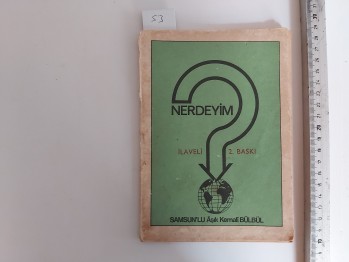 53
NERDEYİM
İLAVELİ 2. BASKI
SAMSUN'LU Âşık Kemali BÜLBÜL